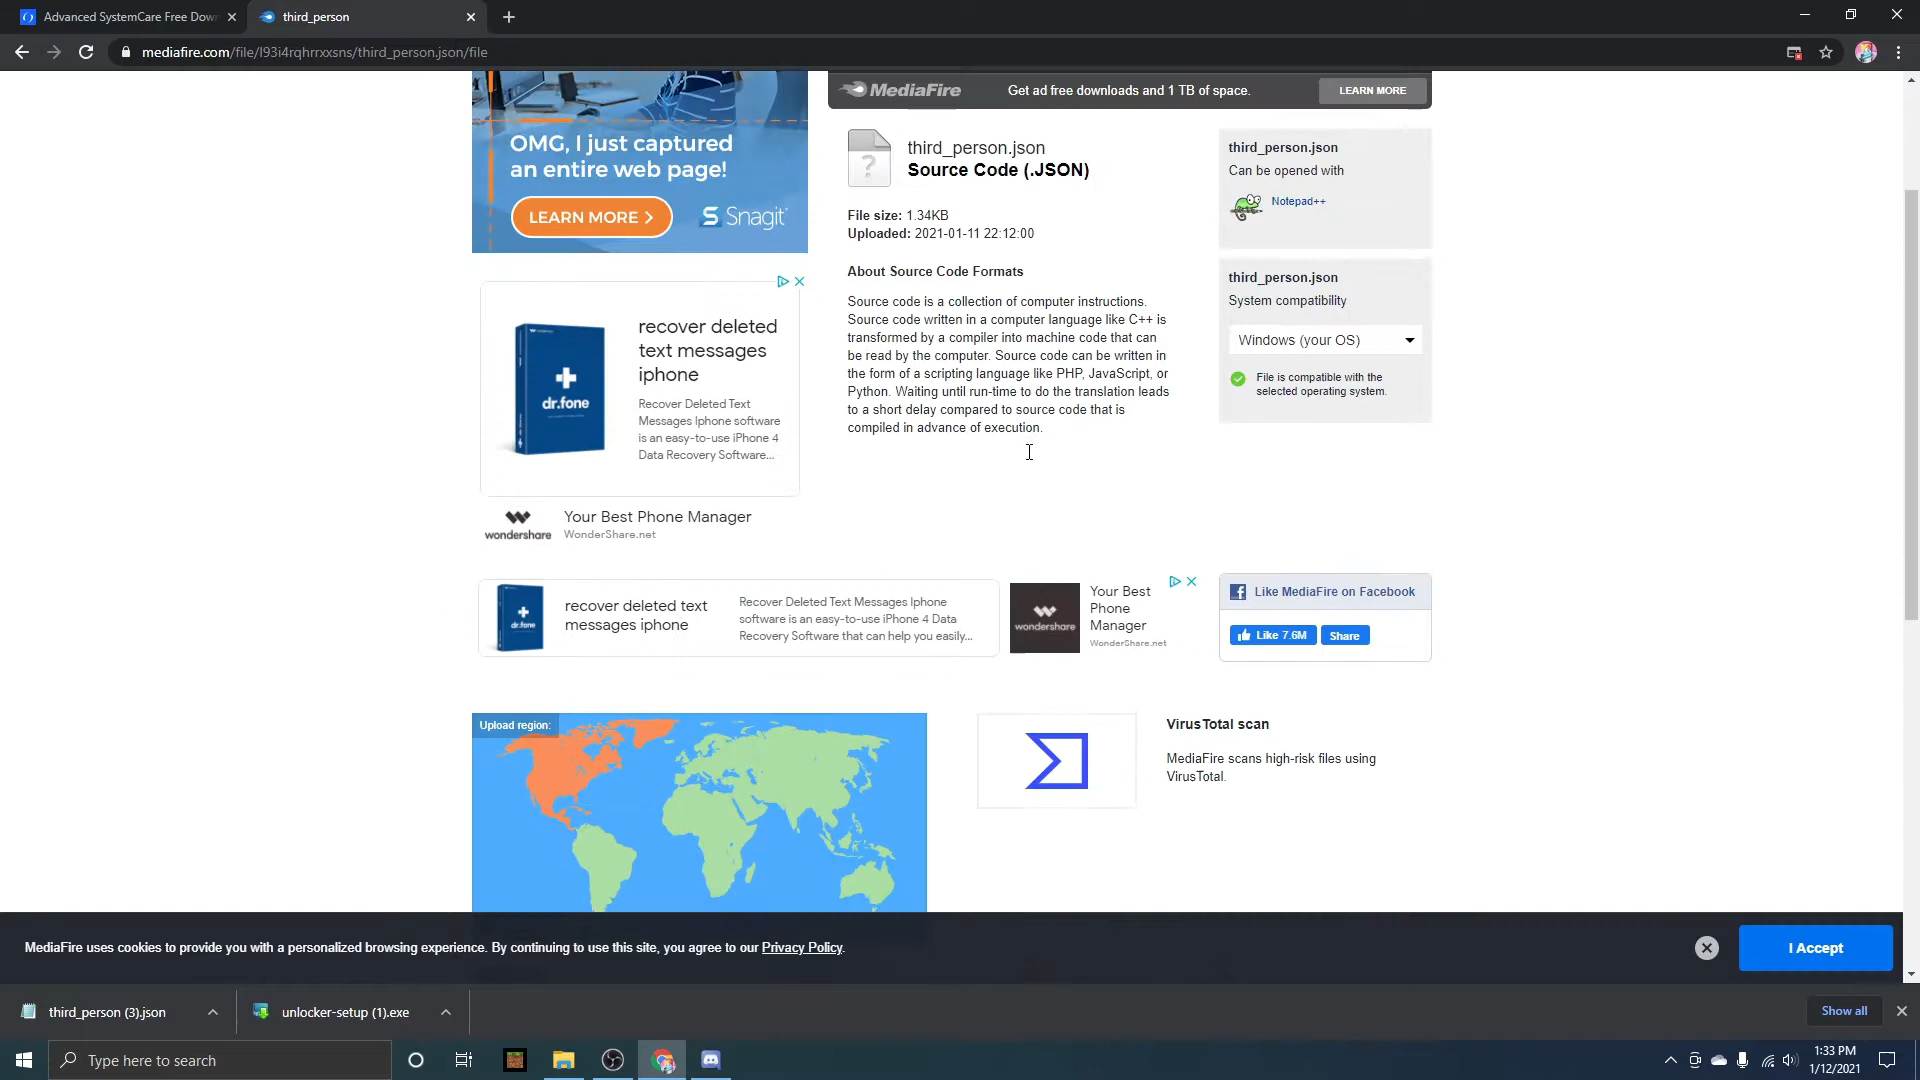 Advanced SystemCare Free Dow
third_person
mediafire.com/file/l93i4rqhrrxxsns/third_person.json/file
OMG, I just captured
an entire web page!
LEARN MORE >
Snagit
MediaFire
Get ad free downloads and 1 TB of space.
LEARN MORE
third_person.json
Source Code (.JSON)
File size: 1.34KB
Uploaded: 2021-01-11 22:12:00
About Source Code Formats
Source code is a collection of computer instructions.
Source code written in a computer language like C++ is
transformed by a compiler into machine code that can
be read by the computer. Source code can be written in
the form of a scripting language like PHP, JavaScript, or
Python. Waiting until run-time to do the translation leads
to a short delay compared to source code that is
compiled in advance of execution.
third_person.json
Can be opened with
Notepad++
third_person.json
System compatibility
Windows (your OS)
File is compatible with the
selected operating system.
dr.fone
recover deleted
text messages
iphone
Recover Deleted Text
Messages Iphone software
is an easy-to-use iPhone 4
Data Recovery Software...
wondershare
Your Best Phone Manager
WonderShare.net
dr.fone
recover deleted text
messages iphone
Recover Deleted Text Messages Iphone
software is an easy-to-use iPhone 4 Data
Recovery Software that can help you easily...
wondershare
Your Best
Phone
Manager
WonderShare.net
Like MediaFire on Facebook
Like 7.6M
Share
Upload region:
VirusTotal scan
MediaFire scans high-risk files using
VirusTotal.
MediaFire uses cookies to provide you with a personalized browsing experience. By continuing to use this site, you agree to our Privacy Policy.
I Accept
third_person (3).json
unlocker-setup (1).exe
Show all
Type here to search
1:33 PM
1/12/2021